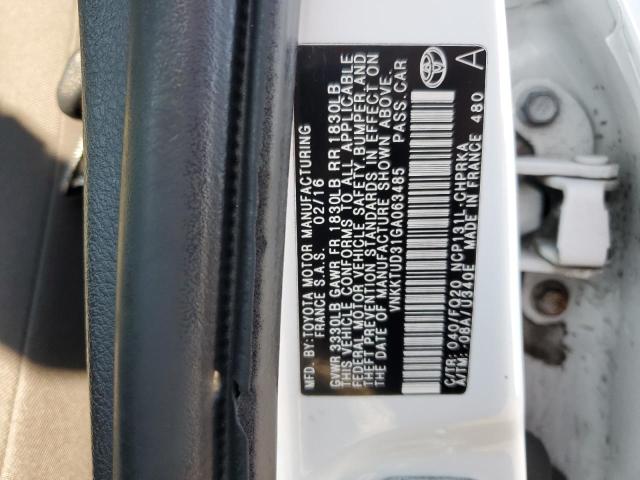 MFD. BY: TOYOTA MOTOR MANUFACTURING
FRANCE S.A.S. 02/16
GVWR 3330LB GAWR FR 1830LB RR 1830LB
THIS VEHICLE CONFORMS TO ALL APPLICABLE
FEDERAL MOTOR VEHICLE SAFETY, BUMPER, AND
THEFT PREVENTION STANDARDS IN EFFECT ON
THE DATE OF MANUFACTURE SHOWN ABOVE.
VNKKTUD31GA063485 PASS. CAR
C/TR: 040/F020 NCP131L-CHPRKA
A/TM: -08A/U340E MADE IN FRANCE 480
A